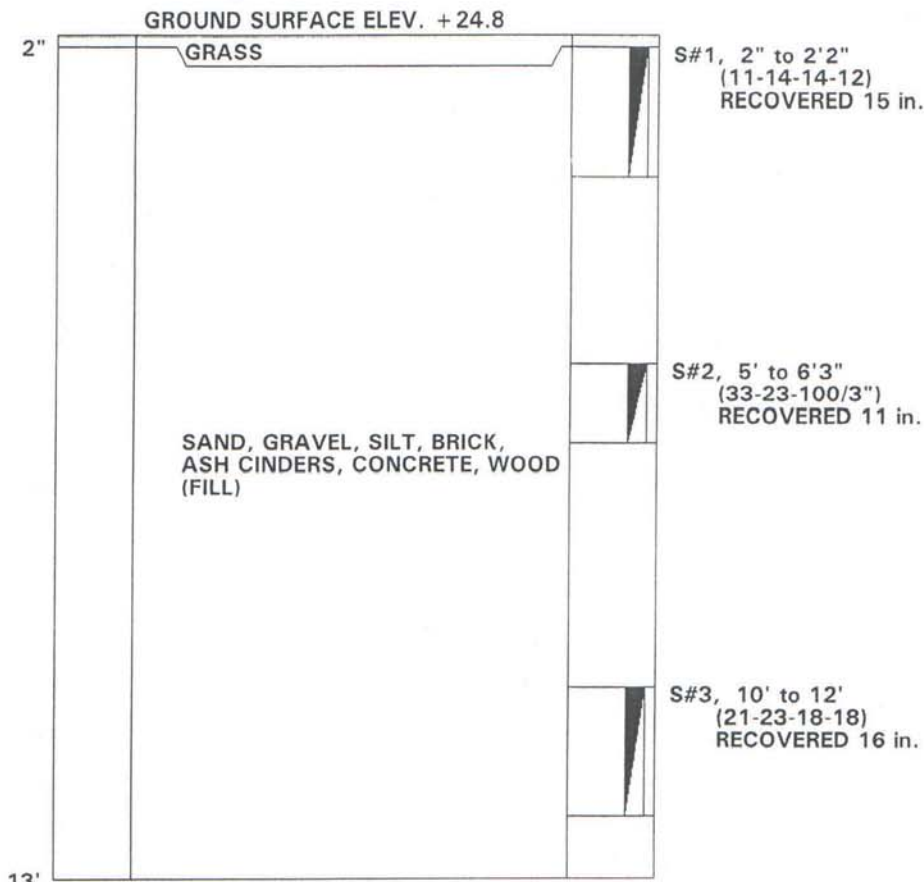 GROUND SURFACE ELEV. +24.8
2"
GRASS
S#1, 2" to 2'2"
(11-14-14-12)
RECOVERED 15 in.
S#2, 5' to 6'3"
(33-23-100/3")
RECOVERED 11 in.
SAND, GRAVEL, SILT, BRICK,
ASH CINDERS, CONCRETE, WOOD
(FILL)
S#3, 10' to 12'
(21-23-18-18)
RECOVERED 16 in.
13'